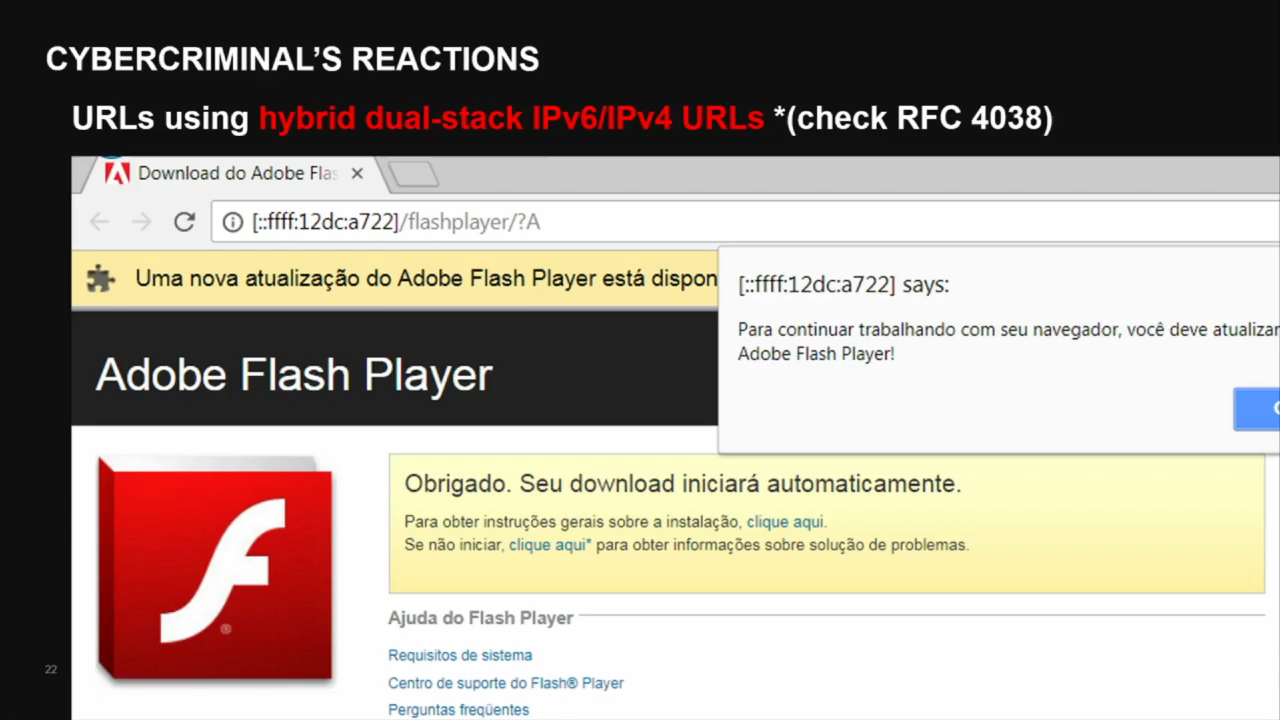 CYBERCRIMINAL’S REACTIONS
URLs using hybrid dual-stack IPv6/IPv4 URLs *(check RFC 4038)
Download do Adobe Flas
[::ffff:12dc:a722]/flashplayer/?A
Uma nova atualização do Adobe Flash Player está dispon
[::ffff:12dc:a722] says:
Para continuar trabalhando com seu navegador, você deve atualizar
Adobe Flash Player!
Adobe Flash Player
Obrigado. Seu download iniciará automaticamente.
Para obter instruções gerais sobre a instalação, clique aqui.
Se não iniciar, clique aqui* para obter informações sobre solução de problemas.
Ajuda do Flash Player
Requisitos de sistema
Centro de suporte do Flash® Player
Perguntas freqüentes
®
22